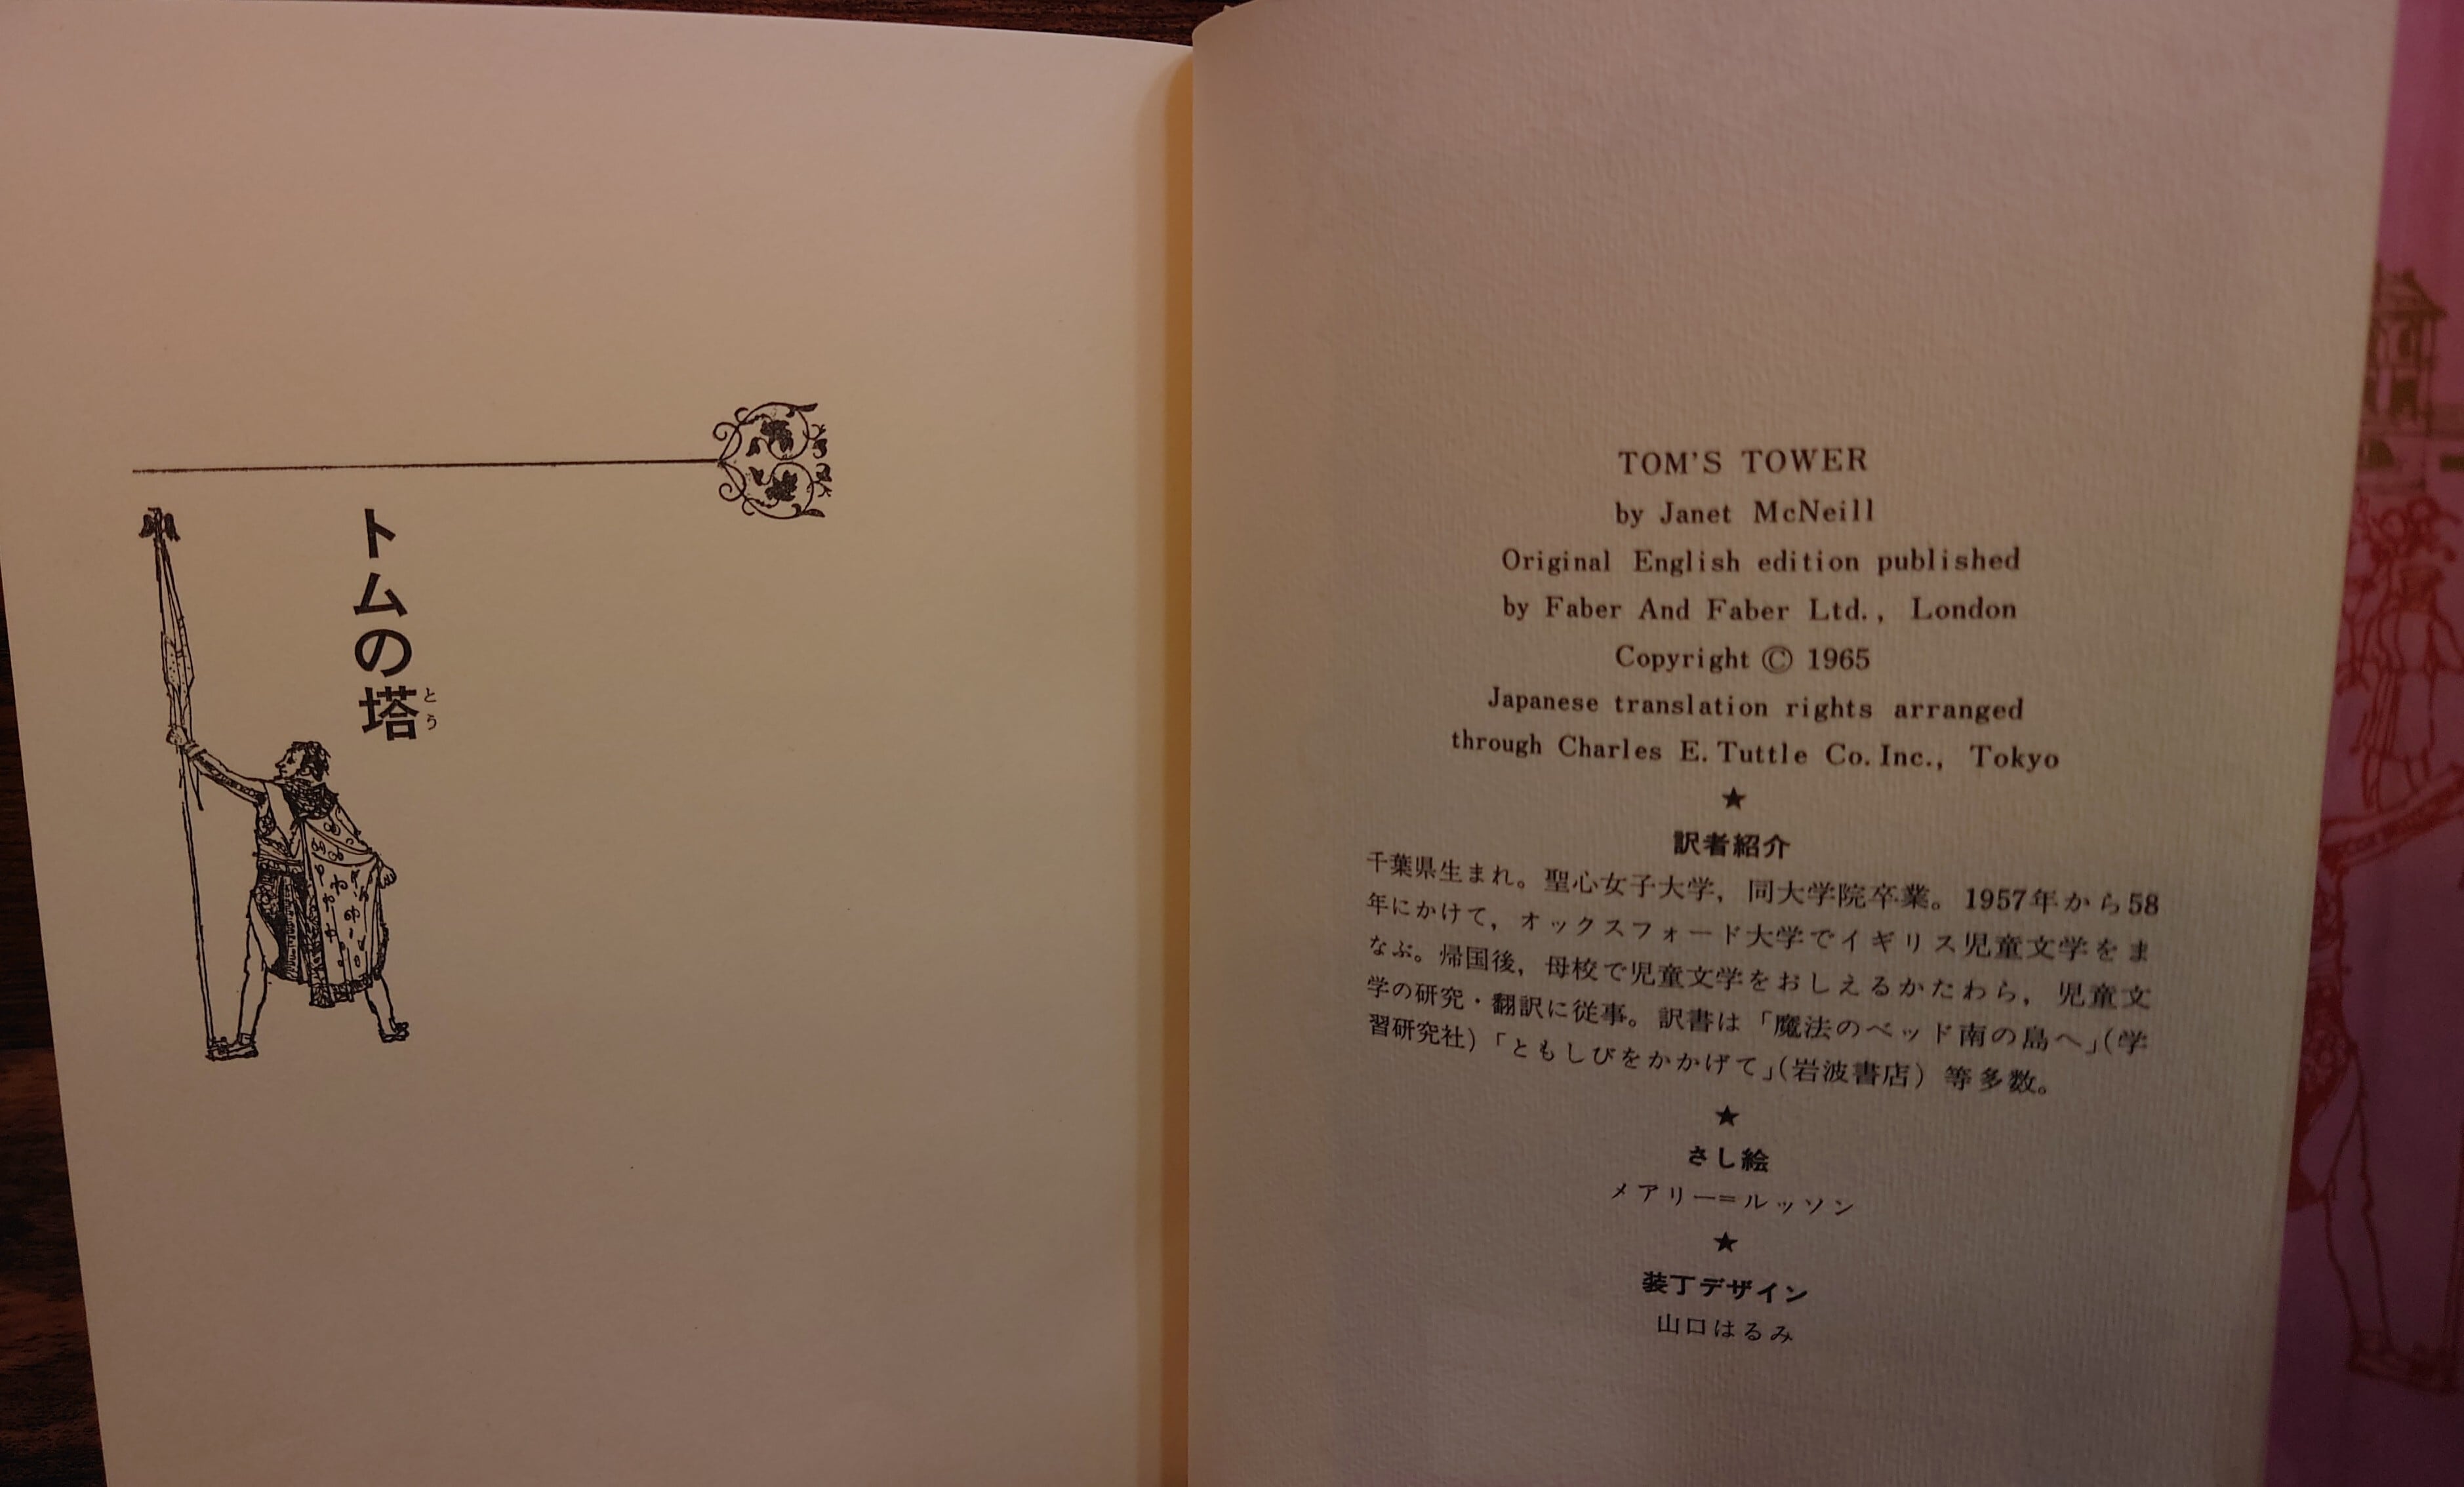 トムの塔
とう
TOM'S TOWER
by Janet McNeill
Original English edition published
by Faber And Faber Ltd., London
Copyright © 1965
Japanese translation rights arranged
through Charles E. Tuttle Co. Inc., Tokyo
★
訳者紹介
千葉県生まれ。聖心女子大学，同大学院卒業。1957年から58
年にかけて，オックスフォード大学でイギリス児童文学をま
なぶ。帰国後，母校で児童文学をおしえるかたわら，児童文
学の研究・翻訳に従事。訳書は「魔法のベッド南の島へ」(学
習研究社)「ともしびをかかげて」(岩波書店) 等多数。
★
さし絵
メアリー=ルッソン
★
装丁デザイン
山口はるみ